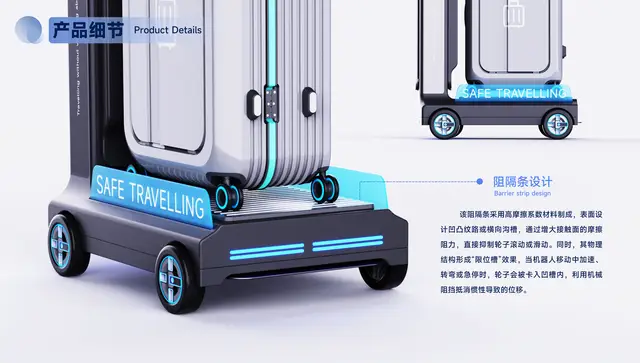 产品细节 Product Details
Travelling without
SAFE TRAVELLING
SAFE TRAVELLING
阻隔条设计
Barrier strip design
该阻隔条采用高摩擦系数材料制成，表面设
计凹凸纹路或横向沟槽，通过增大接触面的摩擦
阻力，直接抑制轮子滚动或滑动。同时，其物理
结构形成“限位槽”效果，当机器人移动中加速、
转弯或急停时，轮子会被卡入凹槽内，利用机械
阻挡抵消惯性导致的位移。